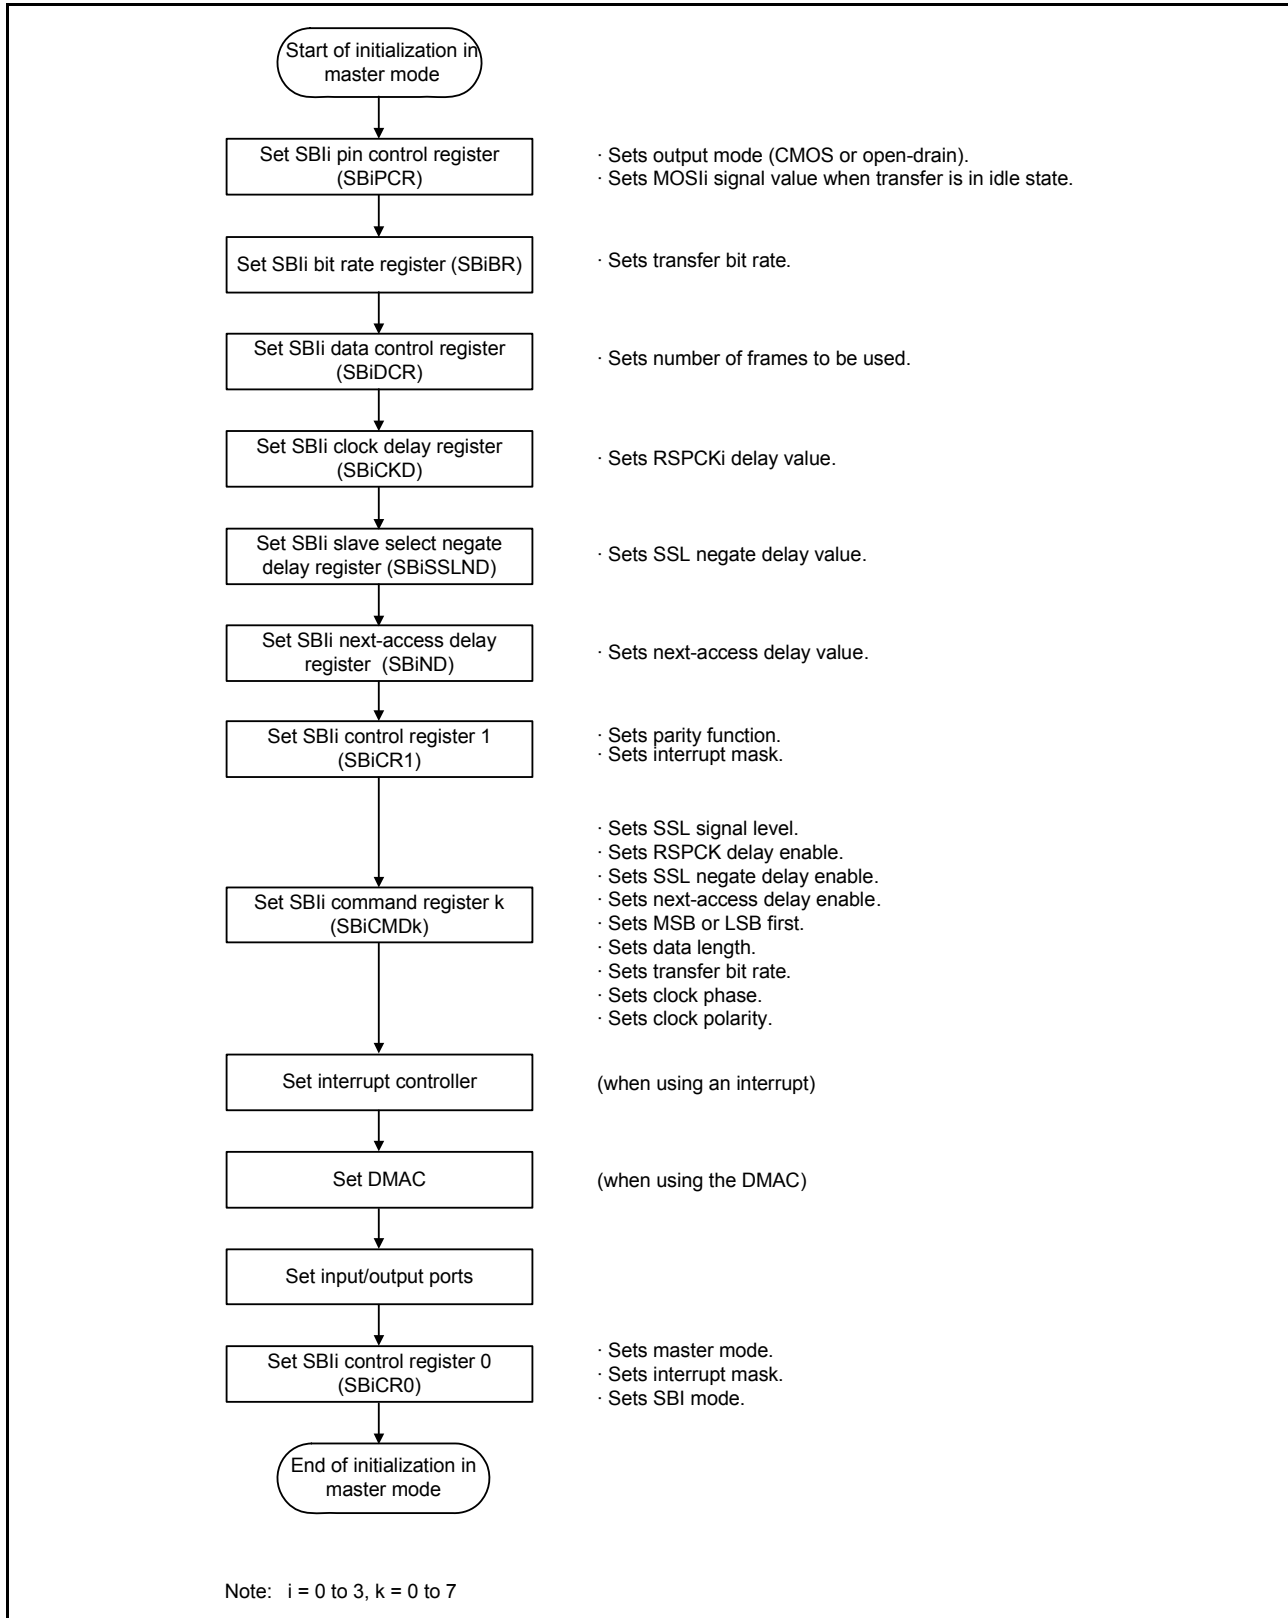 Start of initialization in
master mode
Set SBIi pin control register
(SBiPCR)
· Sets output mode (CMOS or open-drain).
· Sets MOSIi signal value when transfer is in idle state.
Set SBIi bit rate register (SBiBR)
· Sets transfer bit rate.
Set SBIi data control register
(SBiDCR)
· Sets number of frames to be used.
Set SBIi clock delay register
(SBiCKD)
· Sets RSPCKi delay value.
Set SBIi slave select negate
delay register (SBiSSLND)
· Sets SSL negate delay value.
Set SBIi next-access delay
register (SBiND)
· Sets next-access delay value.
Set SBIi control register 1
(SBiCR1)
· Sets parity function.
· Sets interrupt mask.
Set SBIi command register k
(SBiCMDk)
· Sets SSL signal level.
· Sets RSPCK delay enable.
· Sets SSL negate delay enable.
· Sets next-access delay enable.
· Sets MSB or LSB first.
· Sets data length.
· Sets transfer bit rate.
· Sets clock phase.
· Sets clock polarity.
Set interrupt controller
(when using an interrupt)
Set DMAC
(when using the DMAC)
Set input/output ports
Set SBIi control register 0
(SBiCR0)
· Sets master mode.
· Sets interrupt mask.
· Sets SBI mode.
End of initialization in
master mode
Note: i = 0 to 3, k = 0 to 7